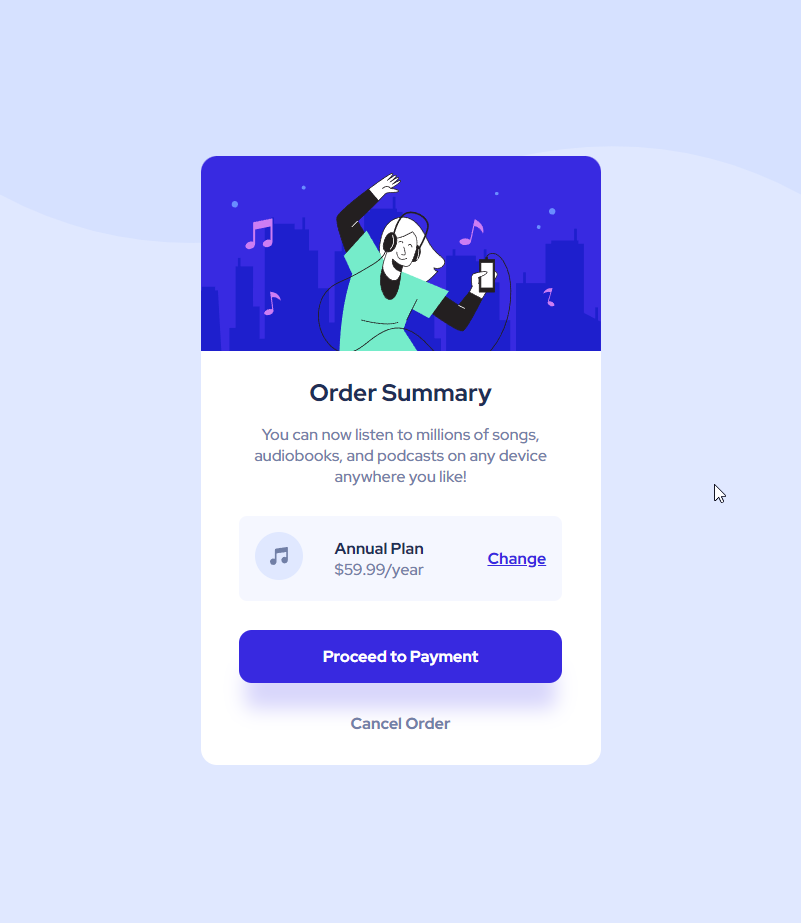 Order Summary
You can now listen to millions of songs,
audiobooks, and podcasts on any device
anywhere you like!
Annual Plan
$59.99/year
Change
Proceed to Payment
Cancel Order